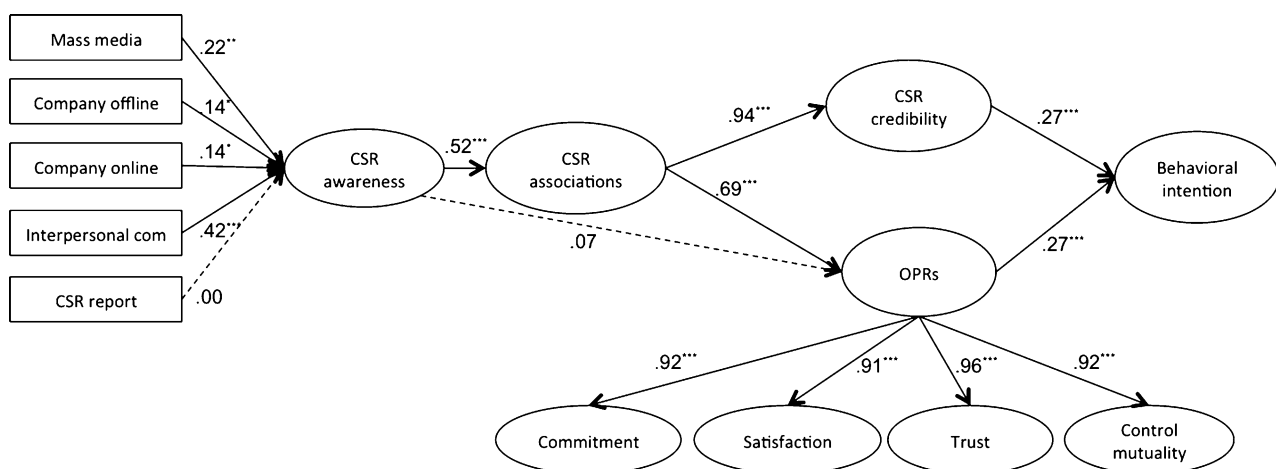 Mass media
.22**
Company offline
.14*
Company online
.14*
Interpersonal com
.42***
CSR report
.00
CSR
awareness
.52***
CSR
associations
.94***
CSR
credibility
.27***
.69***
Behavioral
intention
.07
OPRs
.27***
.92***
.91***
.96***
.92***
Commitment
Satisfaction
Trust
Control
mutuality